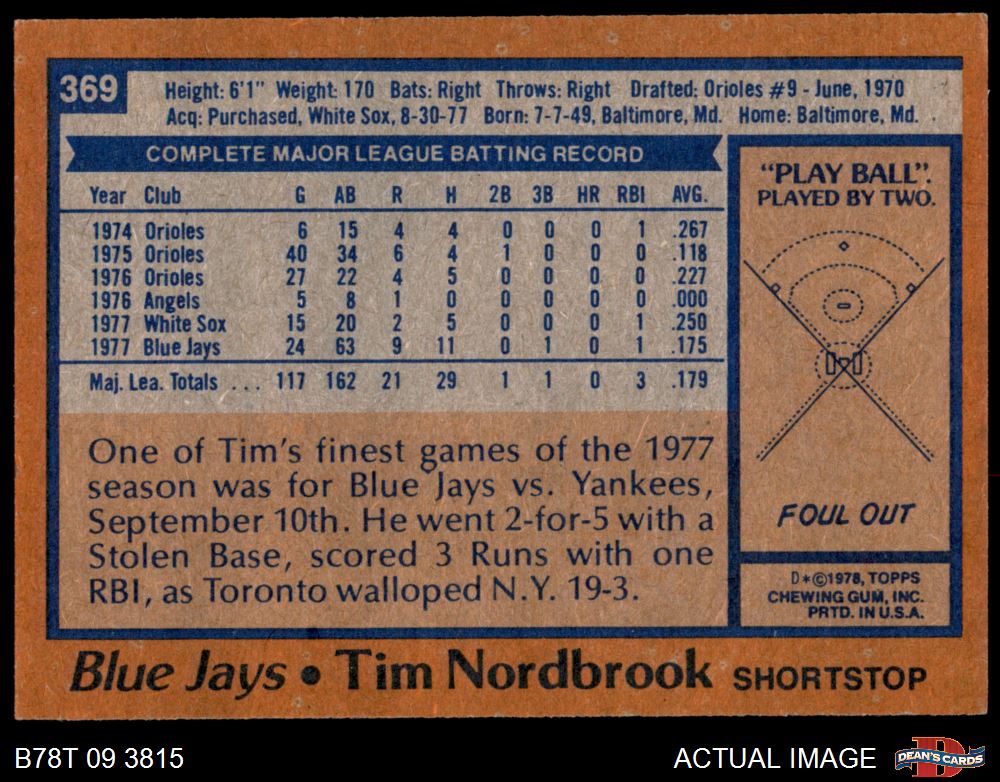 369
Height: 6'1" Weight: 170 Bats: Right Throws: Right Drafted: Orioles #9 - June, 1970
Acq: Purchased, White Sox, 8-30-77 Born: 7-7-49, Baltimore, Md. Home: Baltimore, Md.
COMPLETE MAJOR LEAGUE BATTING RECORD
Year Club G AB R H 2B 3B HR RBI AVG.
1974 Orioles 6 15 4 4 0 0 0 1 .267
1975 Orioles 40 34 6 4 1 0 0 0 .118
1976 Orioles 27 22 4 5 0 0 0 0 .227
1976 Angels 5 8 1 0 0 0 0 0 .000
1977 White Sox 15 20 2 5 0 0 0 1 .250
1977 Blue Jays 24 63 9 11 0 1 0 1 .175
Maj. Lea. Totals ... 117 162 21 29 1 1 0 3 .179
One of Tim's finest games of the 1977
season was for Blue Jays vs. Yankees,
September 10th. He went 2-for-5 with a
Stolen Base, scored 3 Runs with one
RBI, as Toronto walloped N.Y. 19-3.
"PLAY BALL".
PLAYED BY TWO.
FOUL OUT
D*©1978, TOPPS
CHEWING GUM, INC.
PRTD. IN U.S.A.
Blue Jays • Tim Nordbrook SHORTSTOP
B78T 09 3815
ACTUAL IMAGE
D
DEAN'S CARDS